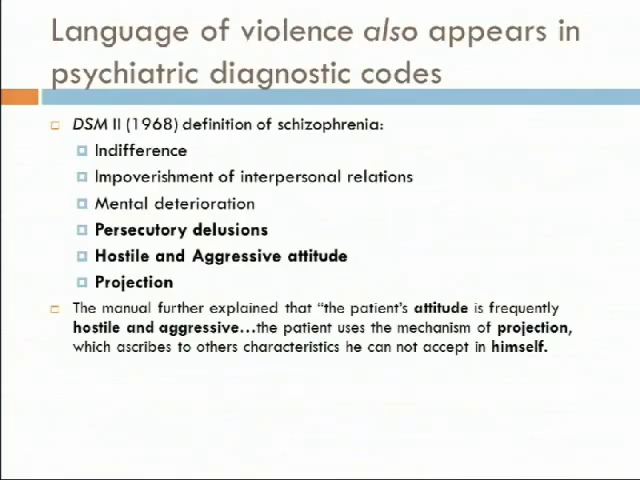 Language of violence also appears in
psychiatric diagnostic codes
DSM II (1968) definition of schizophrenia:
Indifference
Impoverishment of interpersonal relations
Mental deterioration
Persecutory delusions
Hostile and Aggressive attitude
Projection
The manual further explained that “the patient's attitude is frequently
hostile and aggressive...the patient uses the mechanism of projection,
which ascribes to others characteristics he can not accept in himself.